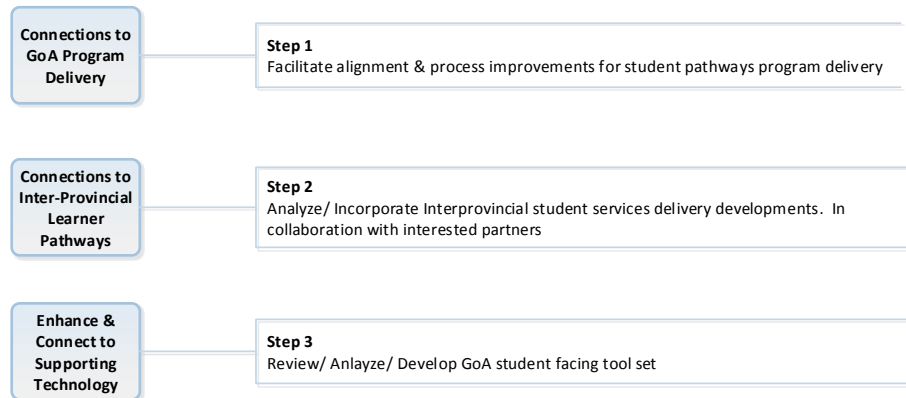 Connections to
GoA Program
Delivery
Step 1
Facilitate alignment & process improvements for student pathways program delivery
Connections to
Inter-Provincial
Learner
Pathways
Step 2
Analyze/ Incorporate Interprovincial student services delivery developments. In
collaboration with interested partners
Enhance &
Connect to
Supporting
Technology
Step 3
Review/ Anlayze/ Develop GoA student facing tool set